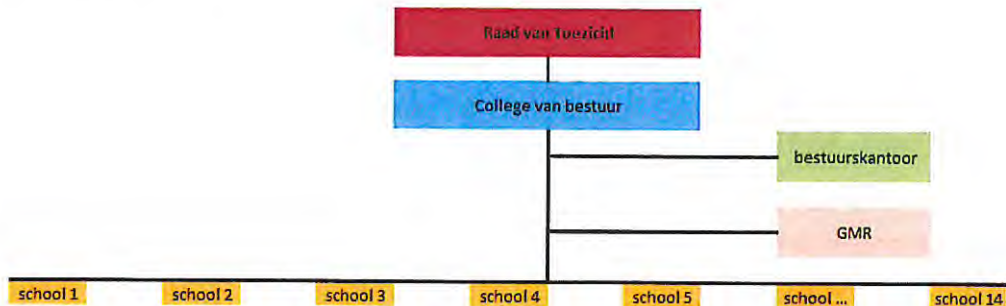 Raad van Toezicht
College van bestuur
bestuurskantoor
GMR
school 1
school 2
school 3
school 4
school 5
school ...
school 14